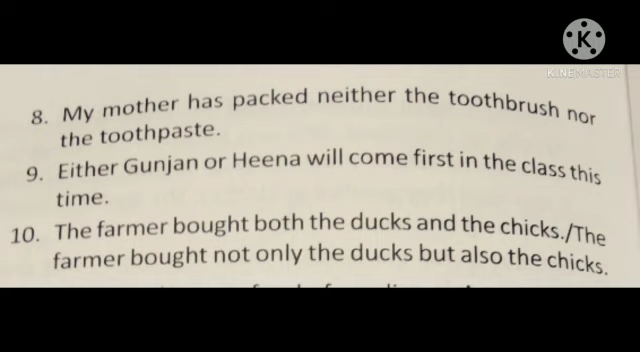 K
KINEMASTER
8. My mother has packed neither the toothbrush nor
the toothpaste.
9. Either Gunjan or Heena will come first in the class this
time.
10. The farmer bought both the ducks and the chicks./The
farmer bought not only the ducks but also the chicks.